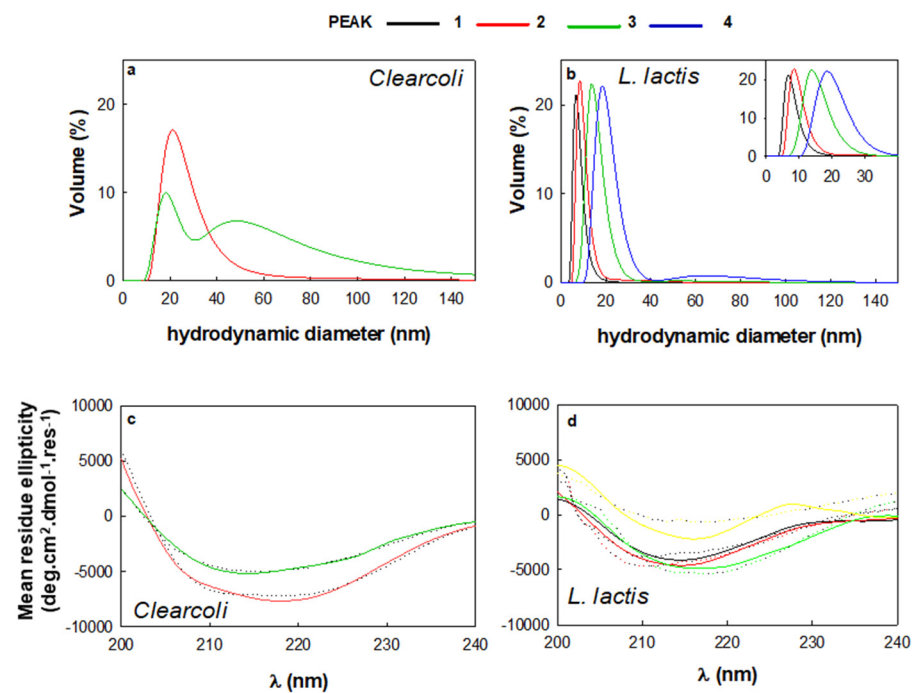 PEAK 1 2 3 4
a
Clearcoli
Volume (%)
20
10
0
0 20 40 60 80 100 120 140
hydrodynamic diameter (nm)
b
L. lactis
Volume (%)
20
10
0
0 20 40 60 80 100 120 140
hydrodynamic diameter (nm)
20
10
0
0 10 20 30
c
Clearcoli
Mean residue ellipticity
(deg.cm².dmol⁻¹.res⁻¹)
10000
5000
0
-5000
-10000
200 210 220 230 240
λ (nm)
d
L. lactis
10000
5000
0
-5000
-10000
200 210 220 230 240
λ (nm)